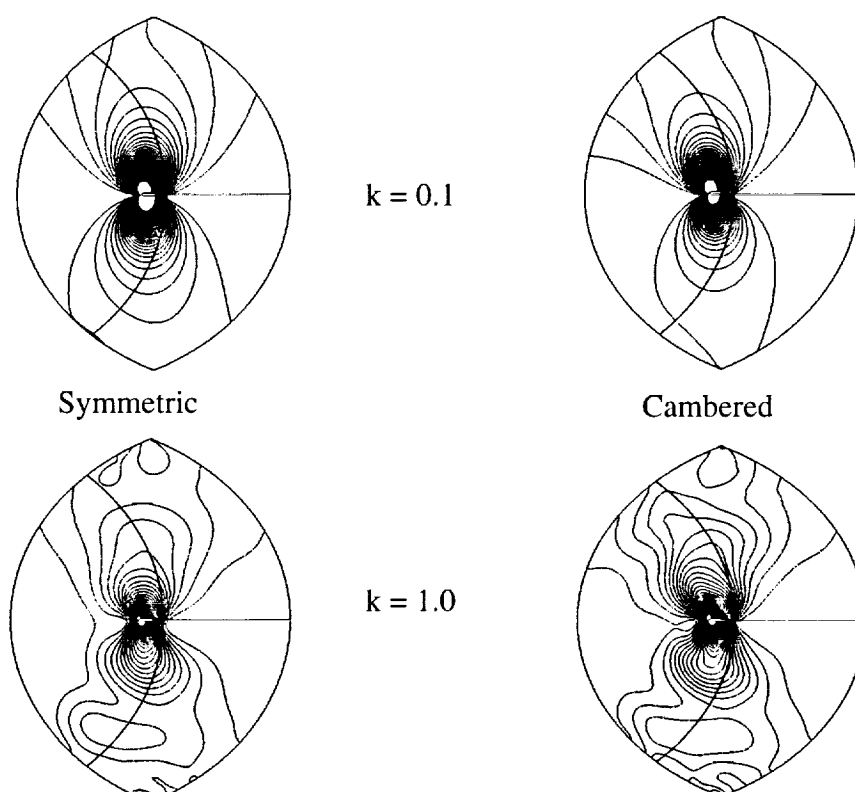 k = 0.1
Symmetric
Cambered
k = 1.0